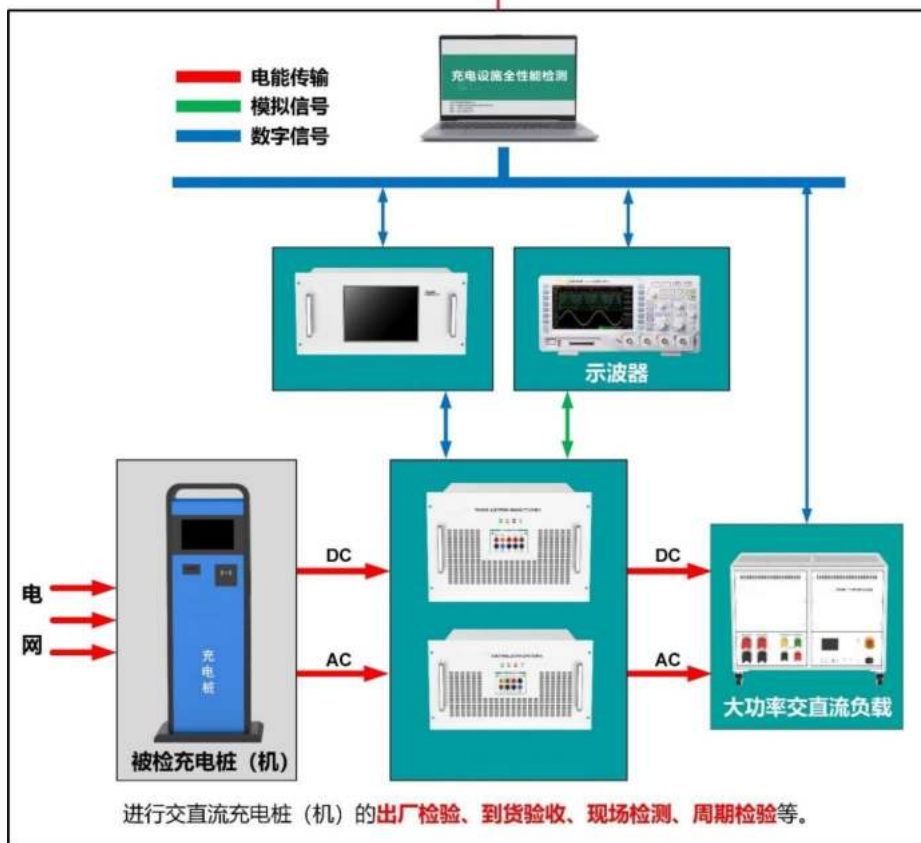 充电设施全性能检测
电能传输
模拟信号
数字信号
示波器
DC
DC
电
网
充电桩
AC
AC
大功率交直流负载
被检充电桩（机）
进行交直流充电桩（机）的出厂检验、到货验收、现场检测、周期检验等。